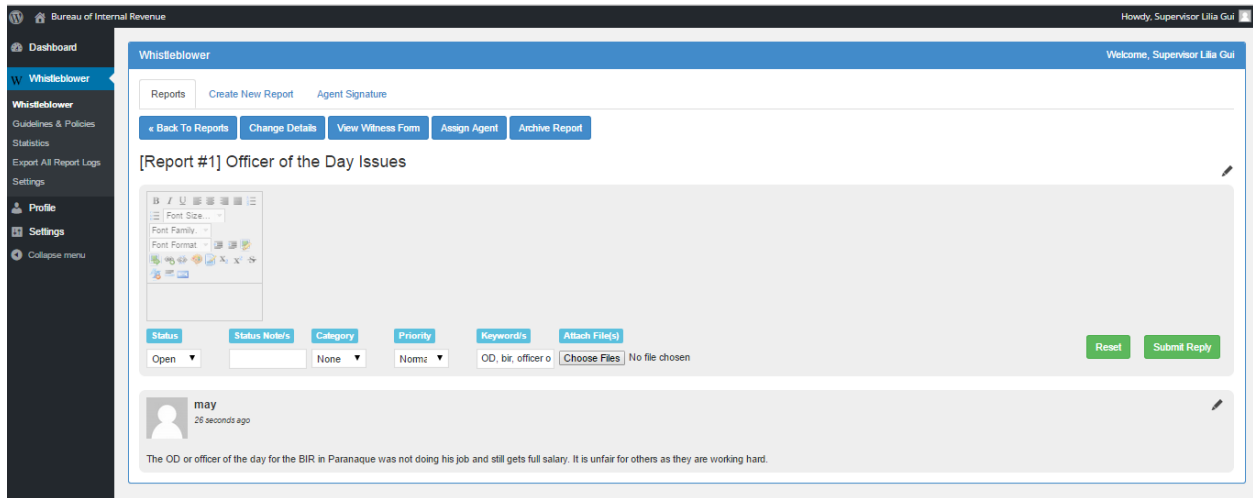 Bureau of Internal Revenue Howdy, Supervisor Lilia Gui
Dashboard
W Whistleblower
Whistleblower
Guidelines & Policies
Statistics
Export All Report Logs
Settings
Profile
Settings
Collapse menu
Whistleblower Welcome, Supervisor Lilia Gui
Reports Create New Report Agent Signature
« Back To Reports Change Details View Witness Form Assign Agent Archive Report
[Report #1] Officer of the Day Issues
B I U
Font Size...
Font Family.
Font Format
Status Status Note/s Category Priority Keyword/s Attach File(s)
Open None Norma OD, bir, officer o Choose Files No file chosen Reset Submit Reply
may
26 seconds ago
The OD or officer of the day for the BIR in Paranaque was not doing his job and still gets full salary. It is unfair for others as they are working hard.